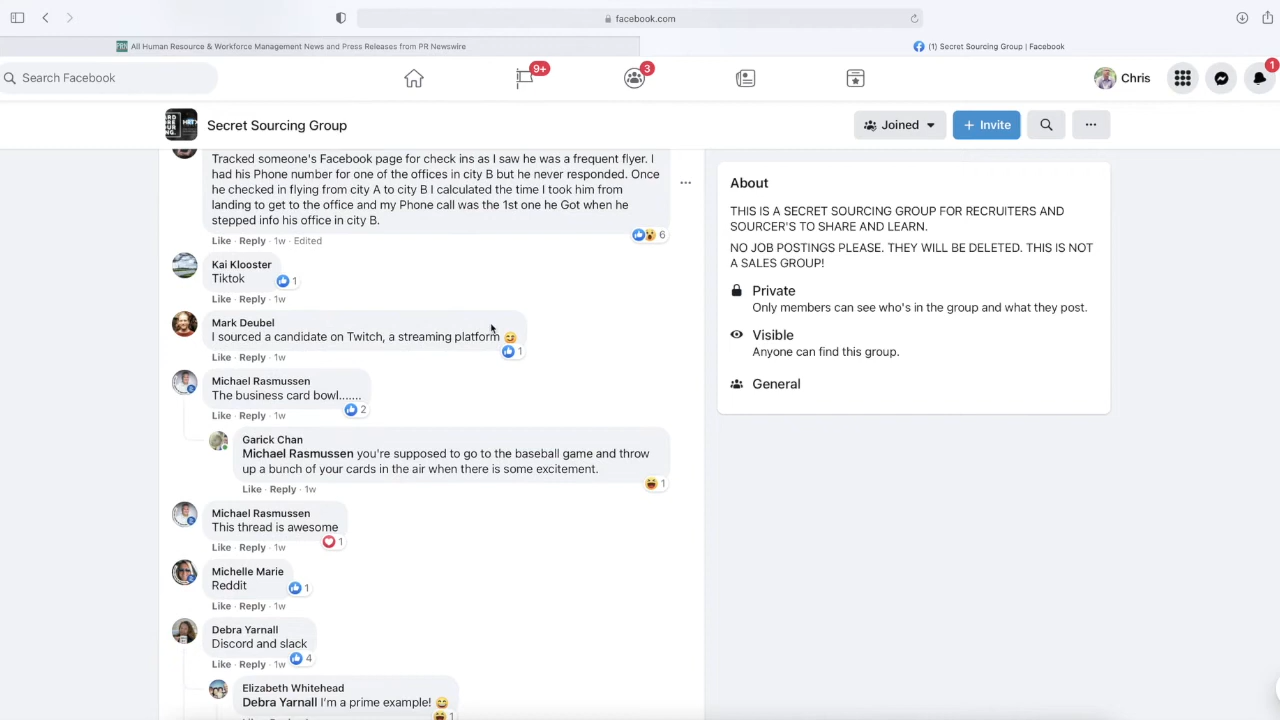 facebook.com
All Human Resource & Workforce Management News and Press Releases from PR Newswire
(1) Secret Sourcing Group | Facebook
Search Facebook
9+
3
Chris
1
Secret Sourcing Group
Joined
+ Invite
Tracked someone's Facebook page for check ins as I saw he was a frequent flyer. I
had his Phone number for one of the offices in city B but he never responded. Once
he checked in flying from city A to city B I calculated the time I took him from
landing to get to the office and my Phone call was the 1st one he Got when he
stepped info his office in city B.
6
Like · Reply · 1w · Edited
Kai Klooster
Tiktok
1
Like · Reply · 1w
Mark Deubel
I sourced a candidate on Twitch, a streaming platform 😅
1
Like · Reply · 1w
Michael Rasmussen
The business card bowl.......
2
Like · Reply · 1w
Garick Chan
Michael Rasmussen you're supposed to go to the baseball game and throw
up a bunch of your cards in the air when there is some excitement.
1
Like · Reply · 1w
Michael Rasmussen
This thread is awesome
1
Like · Reply · 1w
Michelle Marie
Reddit
1
Like · Reply · 1w
Debra Yarnall
Discord and slack
4
Like · Reply · 1w
Elizabeth Whitehead
Debra Yarnall I'm a prime example! 😄
1
About
THIS IS A SECRET SOURCING GROUP FOR RECRUITERS AND
SOURCER'S TO SHARE AND LEARN.
NO JOB POSTINGS PLEASE. THEY WILL BE DELETED. THIS IS NOT
A SALES GROUP!
Private
Only members can see who's in the group and what they post.
Visible
Anyone can find this group.
General